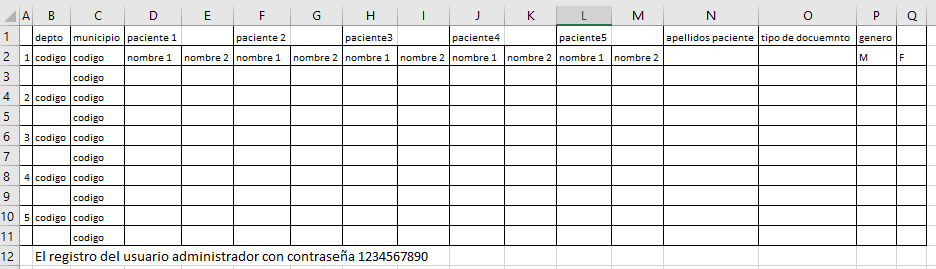 A B C D E F G H I J K L M N O P Q
1 depto municipio paciente 1 paciente 2 paciente3 paciente4 paciente5 apellidos paciente tipo de docuemnto genero
2 1 codigo codigo nombre 1 nombre 2 nombre 1 nombre 2 nombre 1 nombre 2 nombre 1 nombre 2 nombre 1 nombre 2 M F
3 codigo
4 2 codigo codigo
5 codigo
6 3 codigo codigo
7 codigo
8 4 codigo codigo
9 codigo
10 5 codigo codigo
11 codigo
12 El registro del usuario administrador con contraseña 1234567890